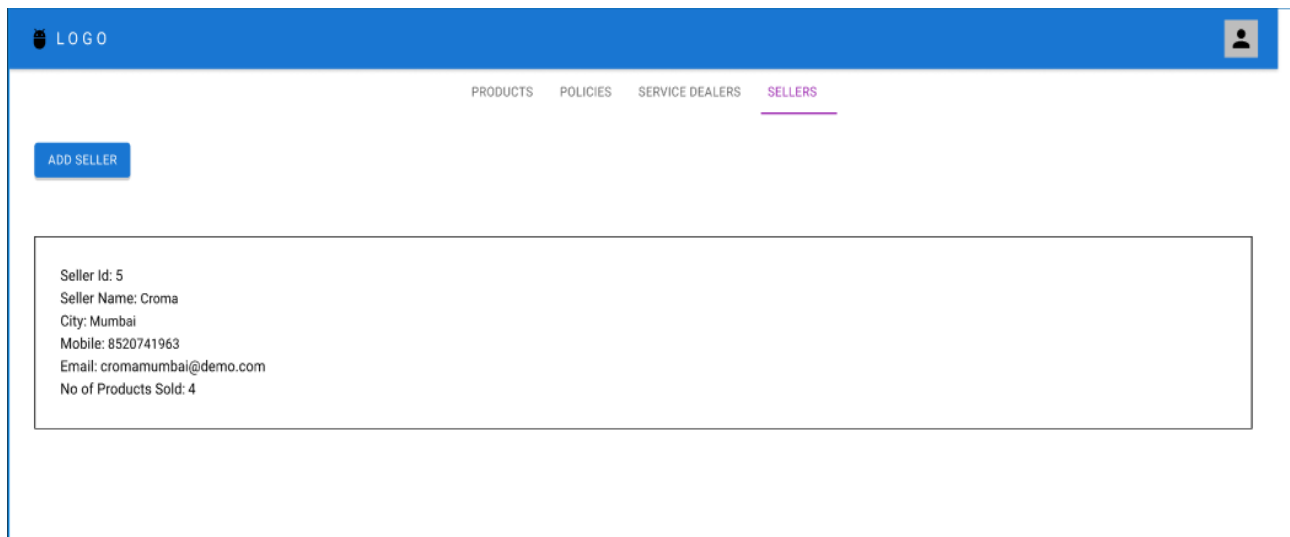 LOGO
PRODUCTS POLICIES SERVICE DEALERS SELLERS
ADD SELLER
Seller Id: 5
Seller Name: Croma
City: Mumbai
Mobile: 8520741963
Email: cromamumbai@demo.com
No of Products Sold: 4